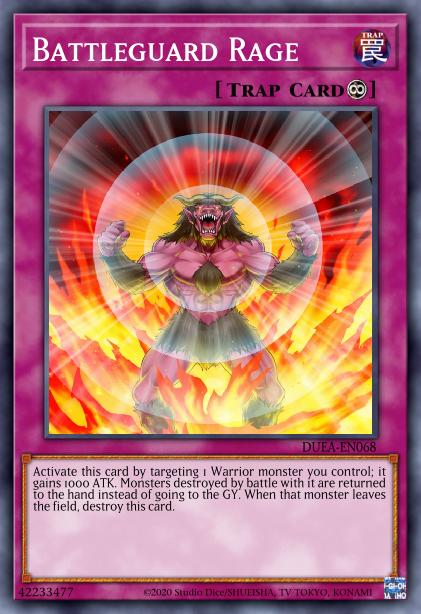 Battleguard Rage
TRAP
罠
[Trap Card]
DUEA-EN068
Activate this card by targeting 1 Warrior monster you control; it
gains 1000 ATK. Monsters destroyed by battle with it are returned
to the hand instead of going to the GY. When that monster leaves
the field, destroy this card.
42233477
©2020 Studio Dice/SHUEISHA, TV TOKYO, KONAMI